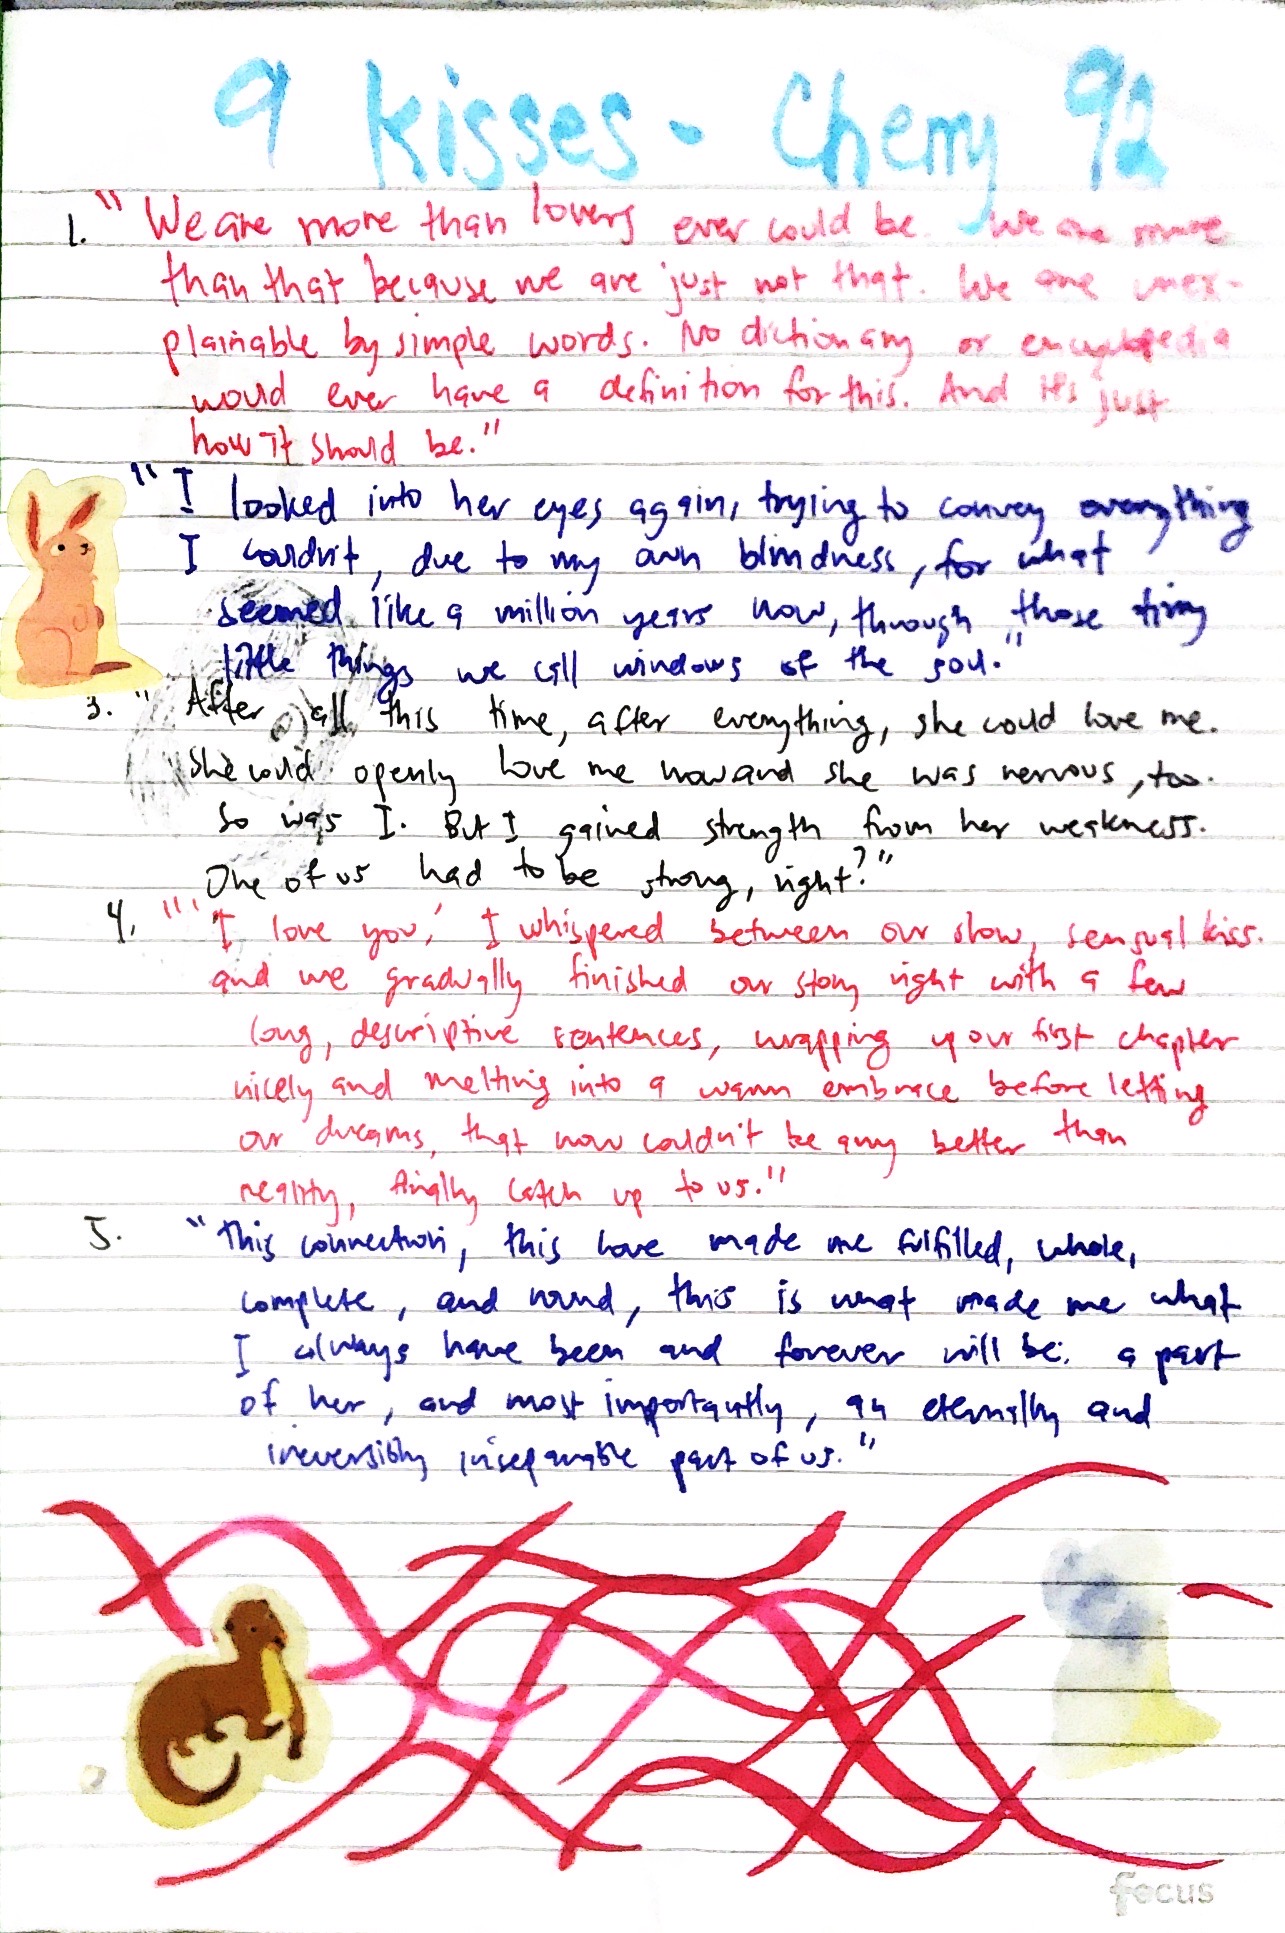 9 kisses - Cherry 92
1. "We are more than lovers ever could be. We are more
than that because we are just not that. We are unex-
plainable by simple words. No dictionary or encyclopedia
would ever have a definition for this. And it's just
how it should be."
"I looked into her eyes again, trying to convey everything
I couldn't, due to my own blindness, for what
seemed like a million years now, through those tiny
little things we call windows of the soul."
3. "After all this time, after everything, she could love me.
She could openly love me now and she was nervous, too.
So was I. But I gained strength from her weakness.
One of us had to be strong, right?"
4. "'I love you,' I whispered between our slow, sensual kiss.
and we gradually finished our story right with a few
long, descriptive sentences, wrapping up our first chapter
nicely and melting into a warm embrace before letting
our dreams, that now couldn't be any better than
reality, finally catch up to us."
5. "This connection, this love made me fulfilled, whole,
complete, and round, this is what made me what
I always have been and forever will be: a part
of her, and most importantly, an eternally and
irreversibly inseparable part of us."
focus